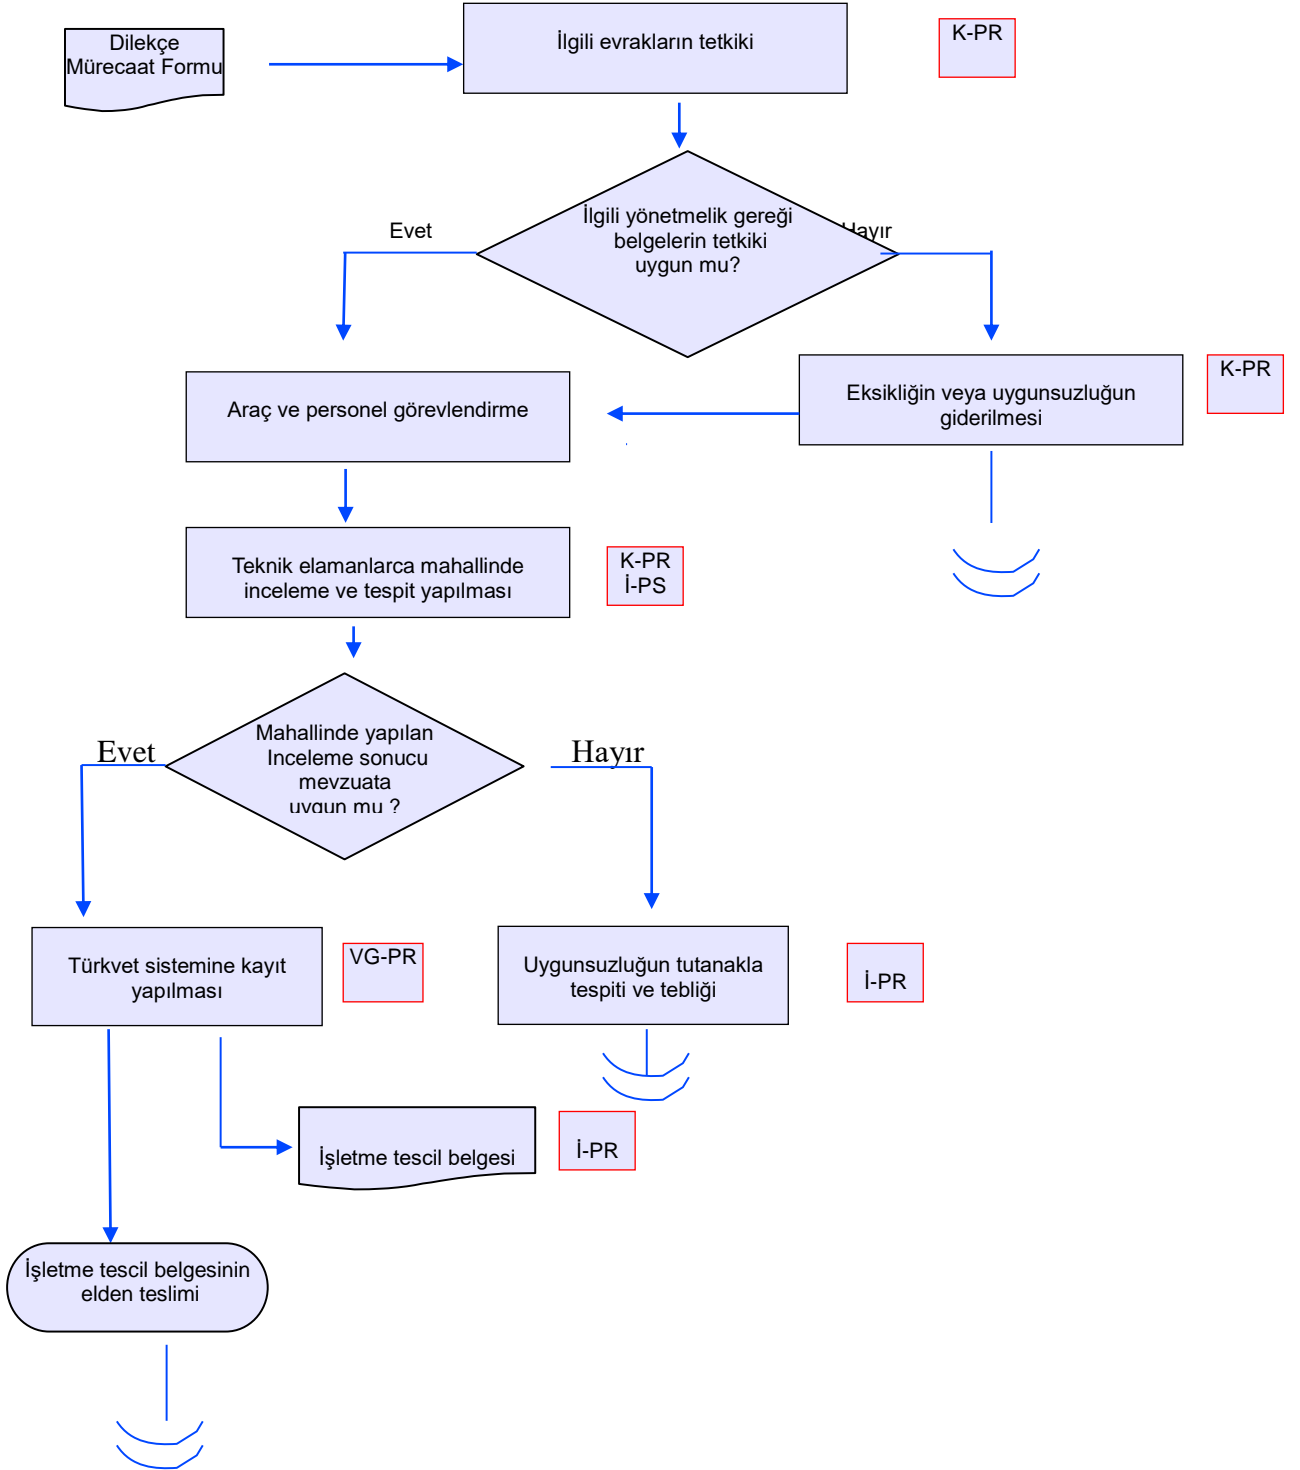 Dilekçe
Mürecaat Formu
İlgili evrakların tetkiki
K-PR
İlgili yönetmelik gereği
belgelerin tetkiki
uygun mu?
Evet
Hayır
Araç ve personel görevlendirme
Eksikliğin veya uygunsuzluğun
giderilmesi
K-PR
Teknik elamanlarca mahallinde
inceleme ve tespit yapılması
K-PR
İ-PS
Mahallinde yapılan
Inceleme sonucu
mevzuata
uygun mu ?
Evet
Hayır
Türkvet sistemine kayıt
yapılması
VG-PR
Uygunsuzluğun tutanakla
tespiti ve tebliği
İ-PR
İşletme tescil belgesi
İ-PR
İşletme tescil belgesinin
elden teslimi